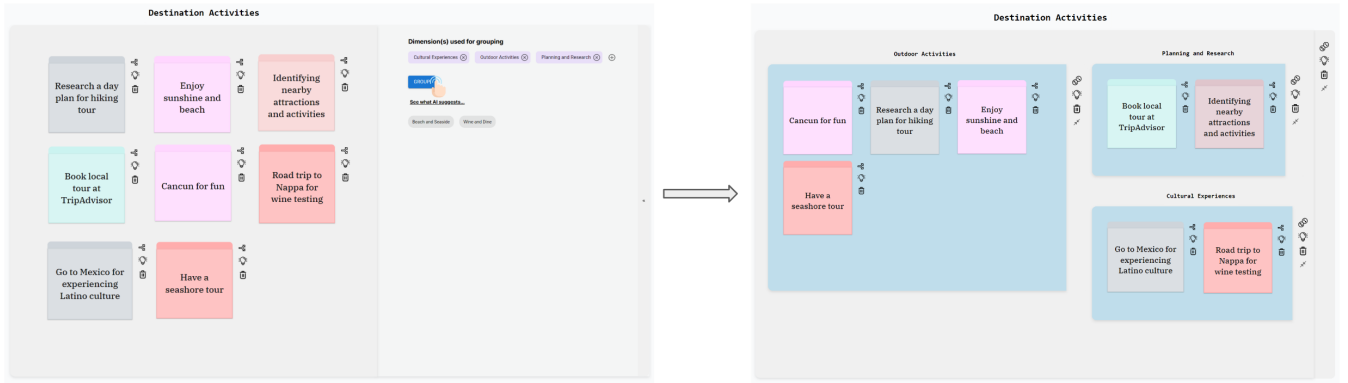 Destination Activities
Research a day
plan for hiking
tour
Enjoy
sunshine and
beach
Identifying
nearby
attractions
and activities
Book local
tour at
TripAdvisor
Cancun for fun
Road trip to
Nappa for
wine testing
Go to Mexico for
experiencing
Latino culture
Have a
seashore tour
Dimension(s) used for grouping
Cultural Experiences
Outdoor Activities
Planning and Research
GROUP
See what AI suggests...
Beach and Seaside
Wine and Dine
Destination Activities
Outdoor Activities
Cancun for fun
Research a day
plan for hiking
tour
Enjoy
sunshine and
beach
Have a
seashore tour
Planning and Research
Book local
tour at
TripAdvisor
Identifying
nearby
attractions
and activities
Cultural Experiences
Go to Mexico for
experiencing
Latino culture
Road trip to
Nappa for
wine testing